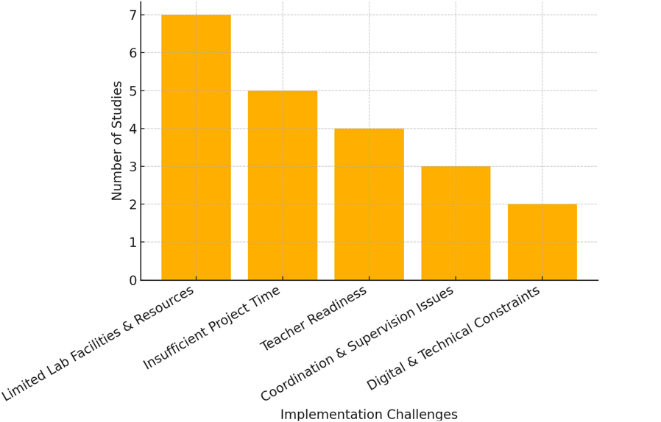 Number of Studies
7
6
5
4
3
2
1
0
Limited Lab Facilities & Resources
Insufficient Project Time
Teacher Readiness
Coordination & Supervision Issues
Digital & Technical Constraints
Implementation Challenges